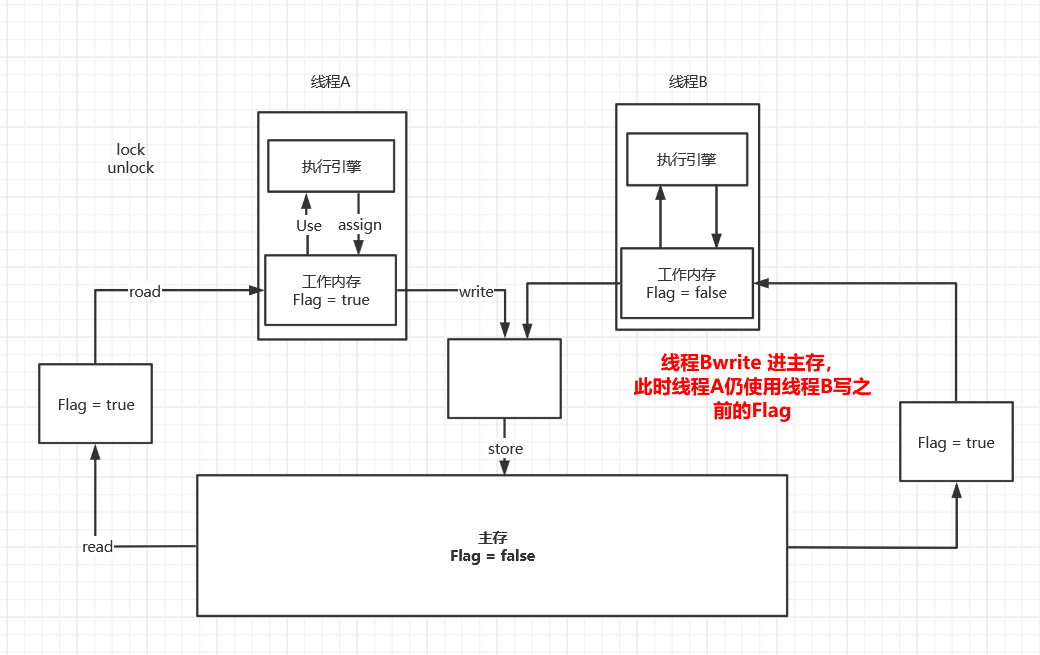 线程A
线程B
lock
unlock
执行引擎
执行引擎
Use
assign
工作内存
Flag = true
工作内存
Flag = false
road
write
线程Bwrite 进主存,
此时线程A仍使用线程B写之
前的Flag
Flag = true
Flag = true
store
read
主存
Flag = false